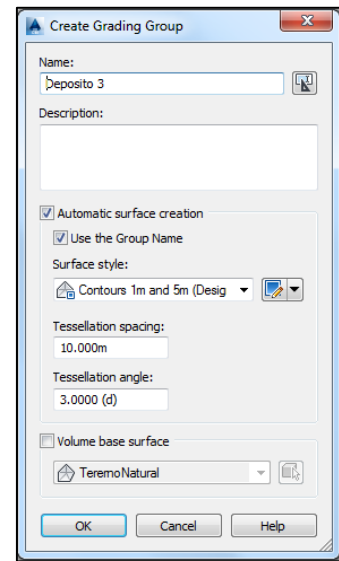 Create Grading Group
Name:
Deposito 3
Description:
Automatic surface creation
Use the Group Name
Surface style:
Contours 1m and 5m (Desig
Tessellation spacing:
10.000m
Tessellation angle:
3.0000 (d)
Volume base surface
TeremoNatural
OK Cancel Help